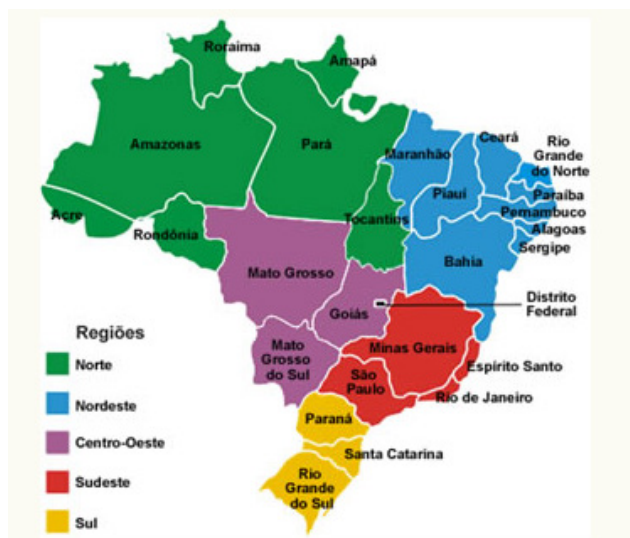 Roraima
Amapá
Amazonas
Pará
Maranhão
Ceará
Rio
Grande
do Norte
Piauí
Paraíba
Pernambuco
Acre
Rondônia
Tocantins
Alagoas
Sergipe
Bahia
Mato Grosso
Goiás
Distrito
Federal
Mato
Grosso
do Sul
Minas Gerais
Espírito Santo
São
Paulo
Rio de Janeiro
Paraná
Santa Catarina
Rio
Grande
do Sul
Regiões
Norte
Nordeste
Centro-Oeste
Sudeste
Sul